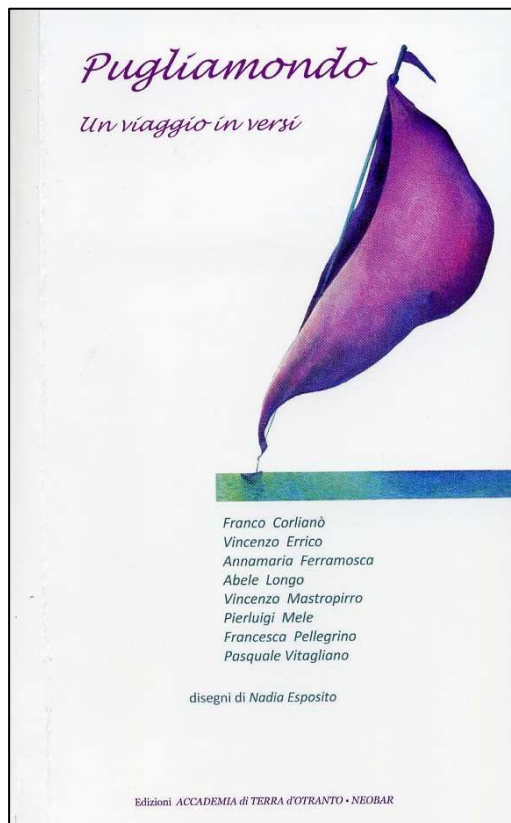 Pugliamondo
Un viaggio in versi
Franco Corlianò
Vincenzo Errico
Annamaria Ferramosca
Abele Longo
Vincenzo Mastropirro
Pierluigi Mele
Francesca Pellegrino
Pasquale Vitagliano
disegni di Nadia Esposito
Edizioni ACCADEMIA di TERRA d'OTRANTO • NEOBAR